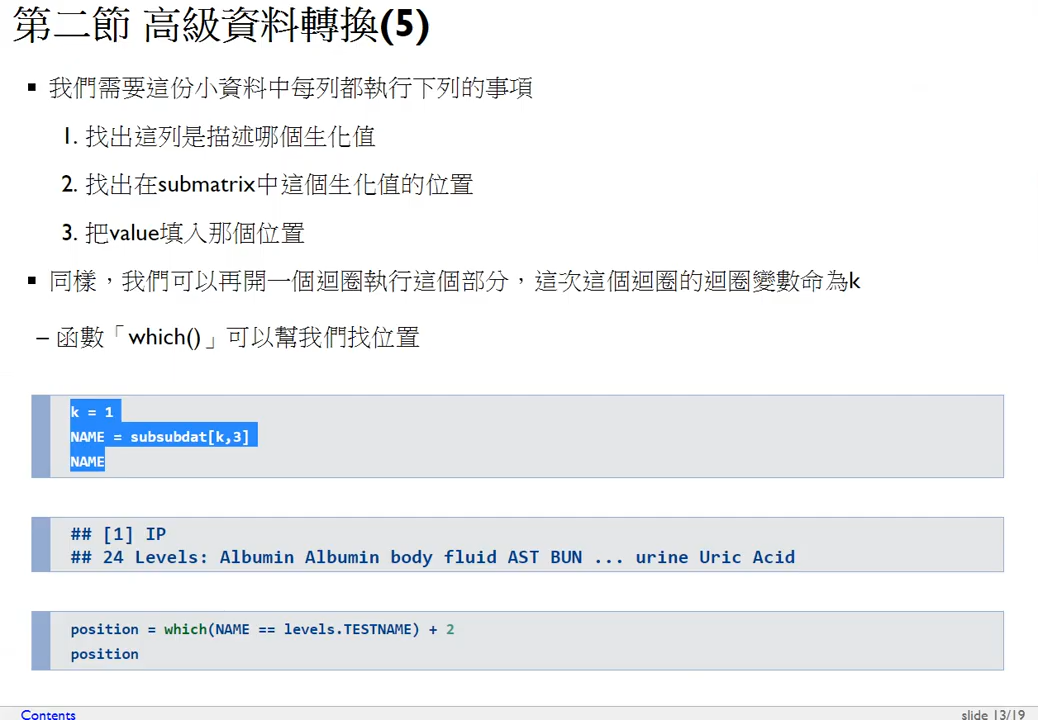 第二節 高級資料轉換(5)
▪ 我們需要這份小資料中每列都執行下列的事項
1. 找出這列是描述哪個生化值
2. 找出在submatrix中這個生化值的位置
3. 把value填入那個位置
▪ 同樣，我們可以再開一個迴圈執行這個部分，這次這個迴圈的迴圈變數命為k
– 函數「which()」可以幫我們找位置
k = 1
NAME = subsubdat[k,3]
NAME
## [1] IP
## 24 Levels: Albumin Albumin body fluid AST BUN ... urine Uric Acid
position = which(NAME == levels.TESTNAME) + 2
position
Contents
slide 13/19